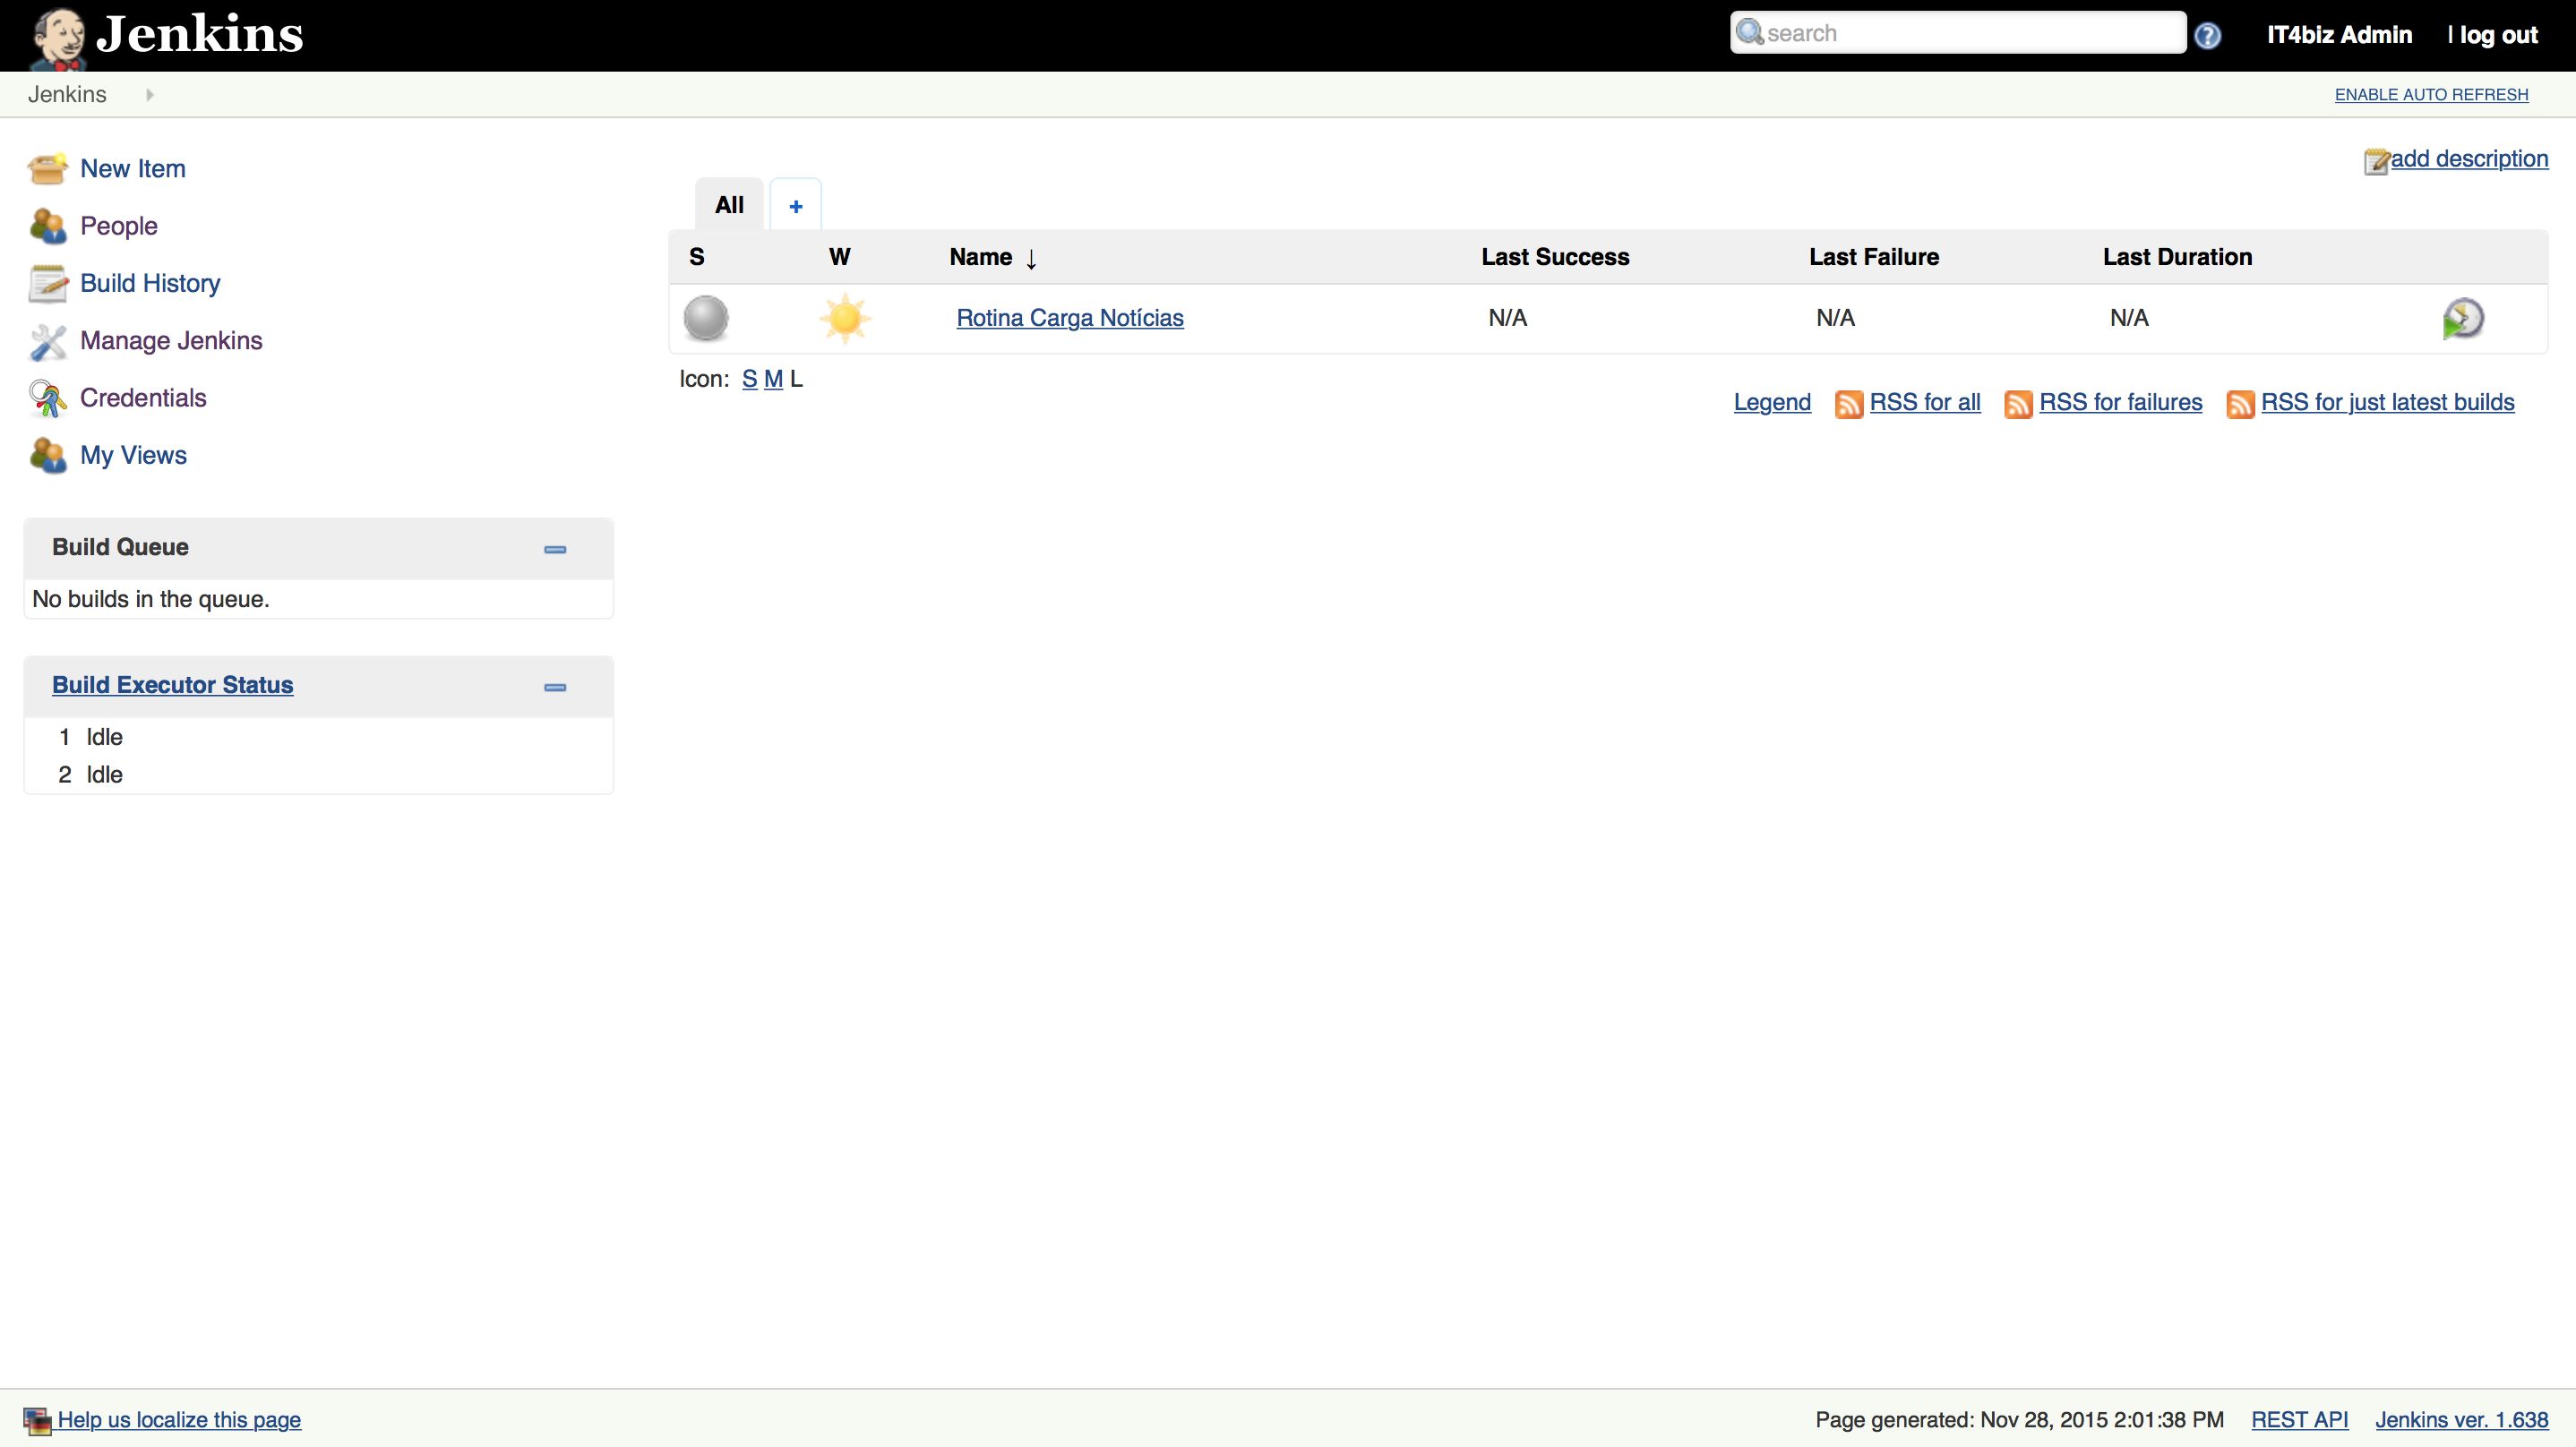 Jenkins
search
IT4biz Admin
| log out
Jenkins
ENABLE AUTO REFRESH
New Item
People
Build History
Manage Jenkins
Credentials
My Views
Build Queue
No builds in the queue.
Build Executor Status
1 Idle
2 Idle
add description
All +
S W Name ↓ Last Success Last Failure Last Duration
Rotina Carga Notícias N/A N/A N/A
Icon: S M L
Legend RSS for all RSS for failures RSS for just latest builds
Help us localize this page
Page generated: Nov 28, 2015 2:01:38 PM REST API Jenkins ver. 1.638